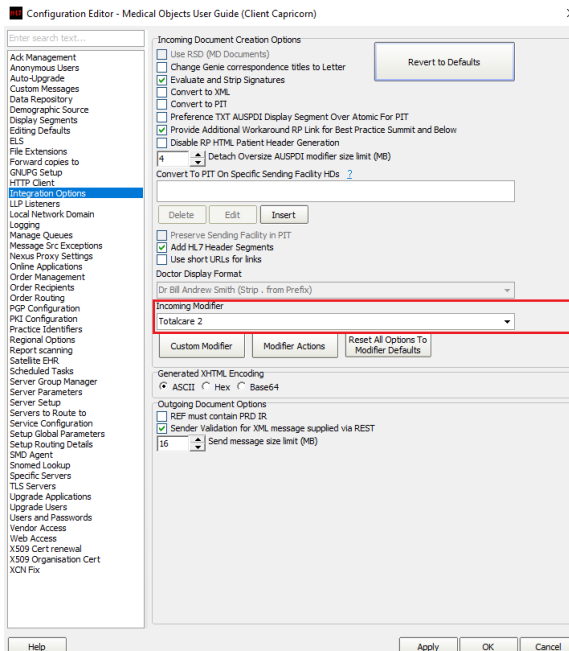 Configuration Editor - Medical Objects User Guide (Client Capricorn)
Enter search text...
Ack Management
Anonymous Users
Auto-Upgrade
Custom Messages
Data Repository
Demographic Source
Display Segments
Editing Defaults
ELS
File Extensions
Forward copies to
GNUPG Setup
HTTP Client
Integration Options
LLP Listeners
Local Network Domain
Logging
Manage Queues
Message Src Exceptions
Nexus Proxy Settings
Online Applications
Order Management
Order Recipients
Order Routing
PGP Configuration
PKI Configuration
Practice Identifiers
Regional Options
Report scanning
Satellite EHR
Scheduled Tasks
Server Group Manager
Server Parameters
Server Setup
Servers to Route to
Service Configuration
Setup Global Parameters
Setup Routing Details
SMD Agent
Snomed Lookup
Specific Servers
TLS Servers
Upgrade Applications
Upgrade Users
Users and Passwords
Vendor Access
Web Access
X509 Cert renewal
X509 Organisation Cert
XCN Fix
Incoming Document Creation Options
Use RSD (MD Documents)
Revert to Defaults
Change Genie correspondence titles to Letter
Evaluate and Strip Signatures
Convert to XML
Convert to PIT
Preference TXT AUSPDI Display Segment Over Atomic For PIT
Provide Additional Workaround RP Link for Best Practice Summit and Below
Disable RP HTML Patient Header Generation
4 Detach Oversize AUSPDI modifier size limit (MB)
Convert To PIT On Specific Sending Facility HDs ?
Delete Edit Insert
Preserve Sending Facility in PIT
Add HL7 Header Segments
Use short URLs for links
Doctor Display Format
Dr Bill Andrew Smith (Strip . from Prefix)
Incoming Modifier
Totalcare 2
Custom Modifier Modifier Actions Reset All Options To
Modifier Defaults
Generated XHTML Encoding
ASCII Hex Base64
Outgoing Document Options
REF must contain PRD IR
Sender Validation for XML message supplied via REST
16 Send message size limit (MB)
Help Apply OK Cancel